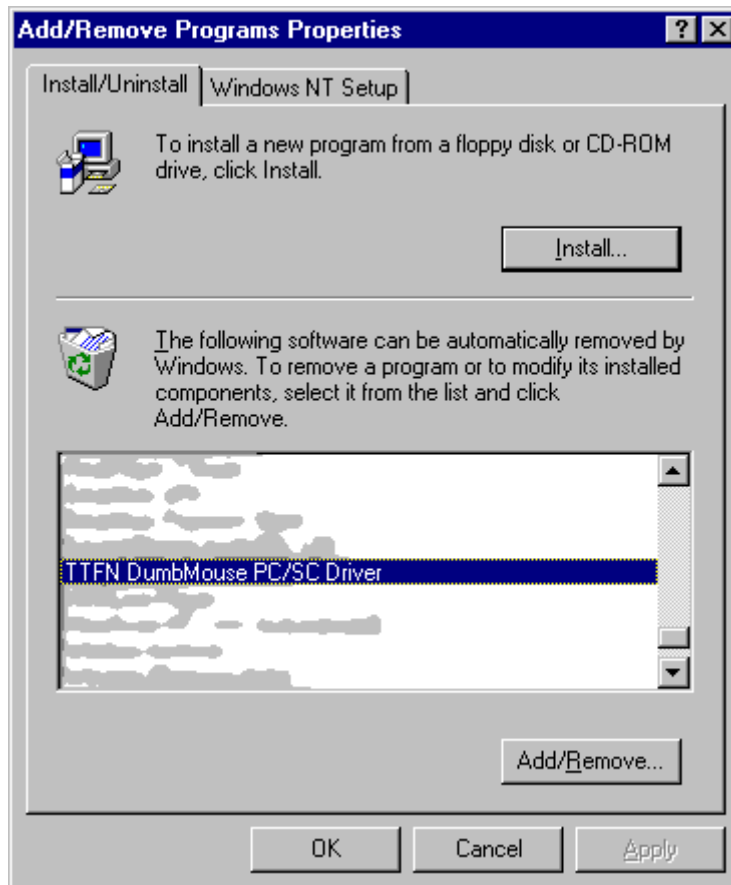 Add/Remove Programs Properties
Install/Uninstall
Windows NT Setup
To install a new program from a floppy disk or CD-ROM
drive, click Install.
Install...
The following software can be automatically removed by
Windows. To remove a program or to modify its installed
components, select it from the list and click
Add/Remove.
TTFN DumbMouse PC/SC Driver
Add/Remove...
OK
Cancel
Apply